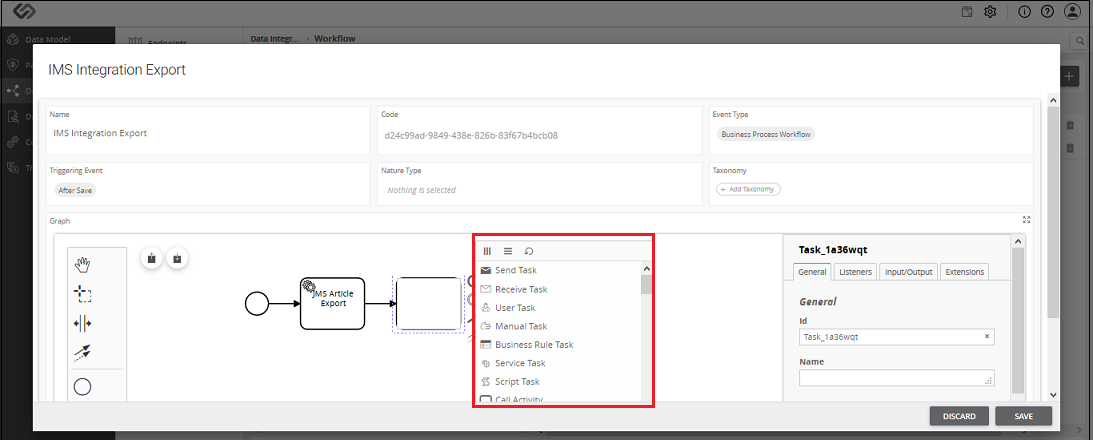 Data Model
Endpoints
Data Integr... › Workflow
IMS Integration Export
Name
IMS Integration Export
Code
d24c99ad-9849-438e-826b-83f67b4bcb08
Event Type
Business Process Workflow
Triggering Event
After Save
Nature Type
Nothing is selected
Taxonomy
+ Add Taxonomy
Graph
JMS Article
Export
Send Task
Receive Task
User Task
Manual Task
Business Rule Task
Service Task
Script Task
Call Activity
Task_1a36wqt
General
Listeners
Input/Output
Extensions
General
Id
Task_1a36wqt
×
Name
DISCARD
SAVE